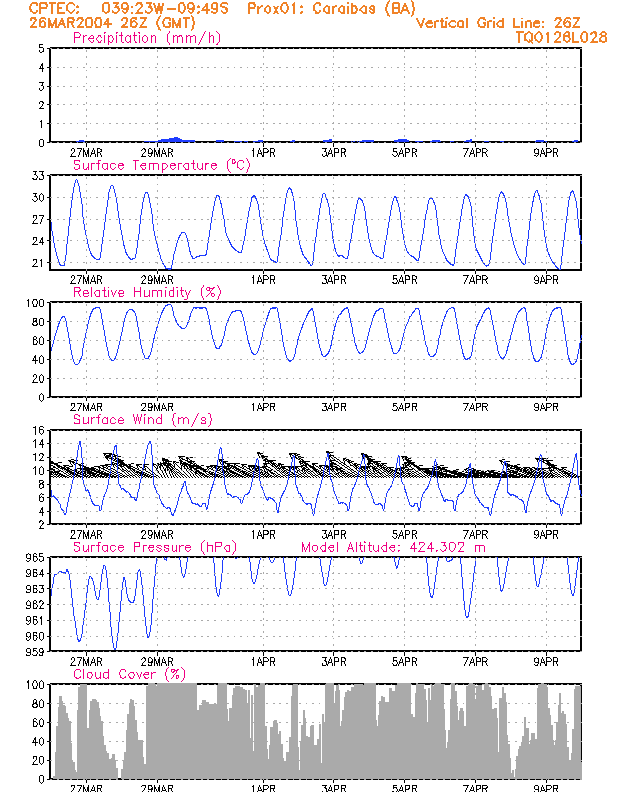 CPTEC: 039:23W-09:49S Prox01: Caraibas (BA)
26MAR2004 26Z (GMT) Vertical Grid Line: 26Z
Precipitation (mm/h) TQ0126L028
5
4
3
2
1
0
27MAR 29MAR 1APR 3APR 5APR 7APR 9APR
Surface Temperature (°C)
33
30
27
24
21
27MAR 29MAR 1APR 3APR 5APR 7APR 9APR
Relative Humidity (%)
100
80
60
40
20
0
27MAR 29MAR 1APR 3APR 5APR 7APR 9APR
Surface Wind (m/s)
16
14
12
10
8
6
4
2
27MAR 29MAR 1APR 3APR 5APR 7APR 9APR
Surface Pressure (hPa) Model Altitude: 424.302 m
965
964
963
962
961
960
959
27MAR 29MAR 1APR 3APR 5APR 7APR 9APR
Cloud Cover (%)
100
80
60
40
20
0
27MAR 29MAR 1APR 3APR 5APR 7APR 9APR